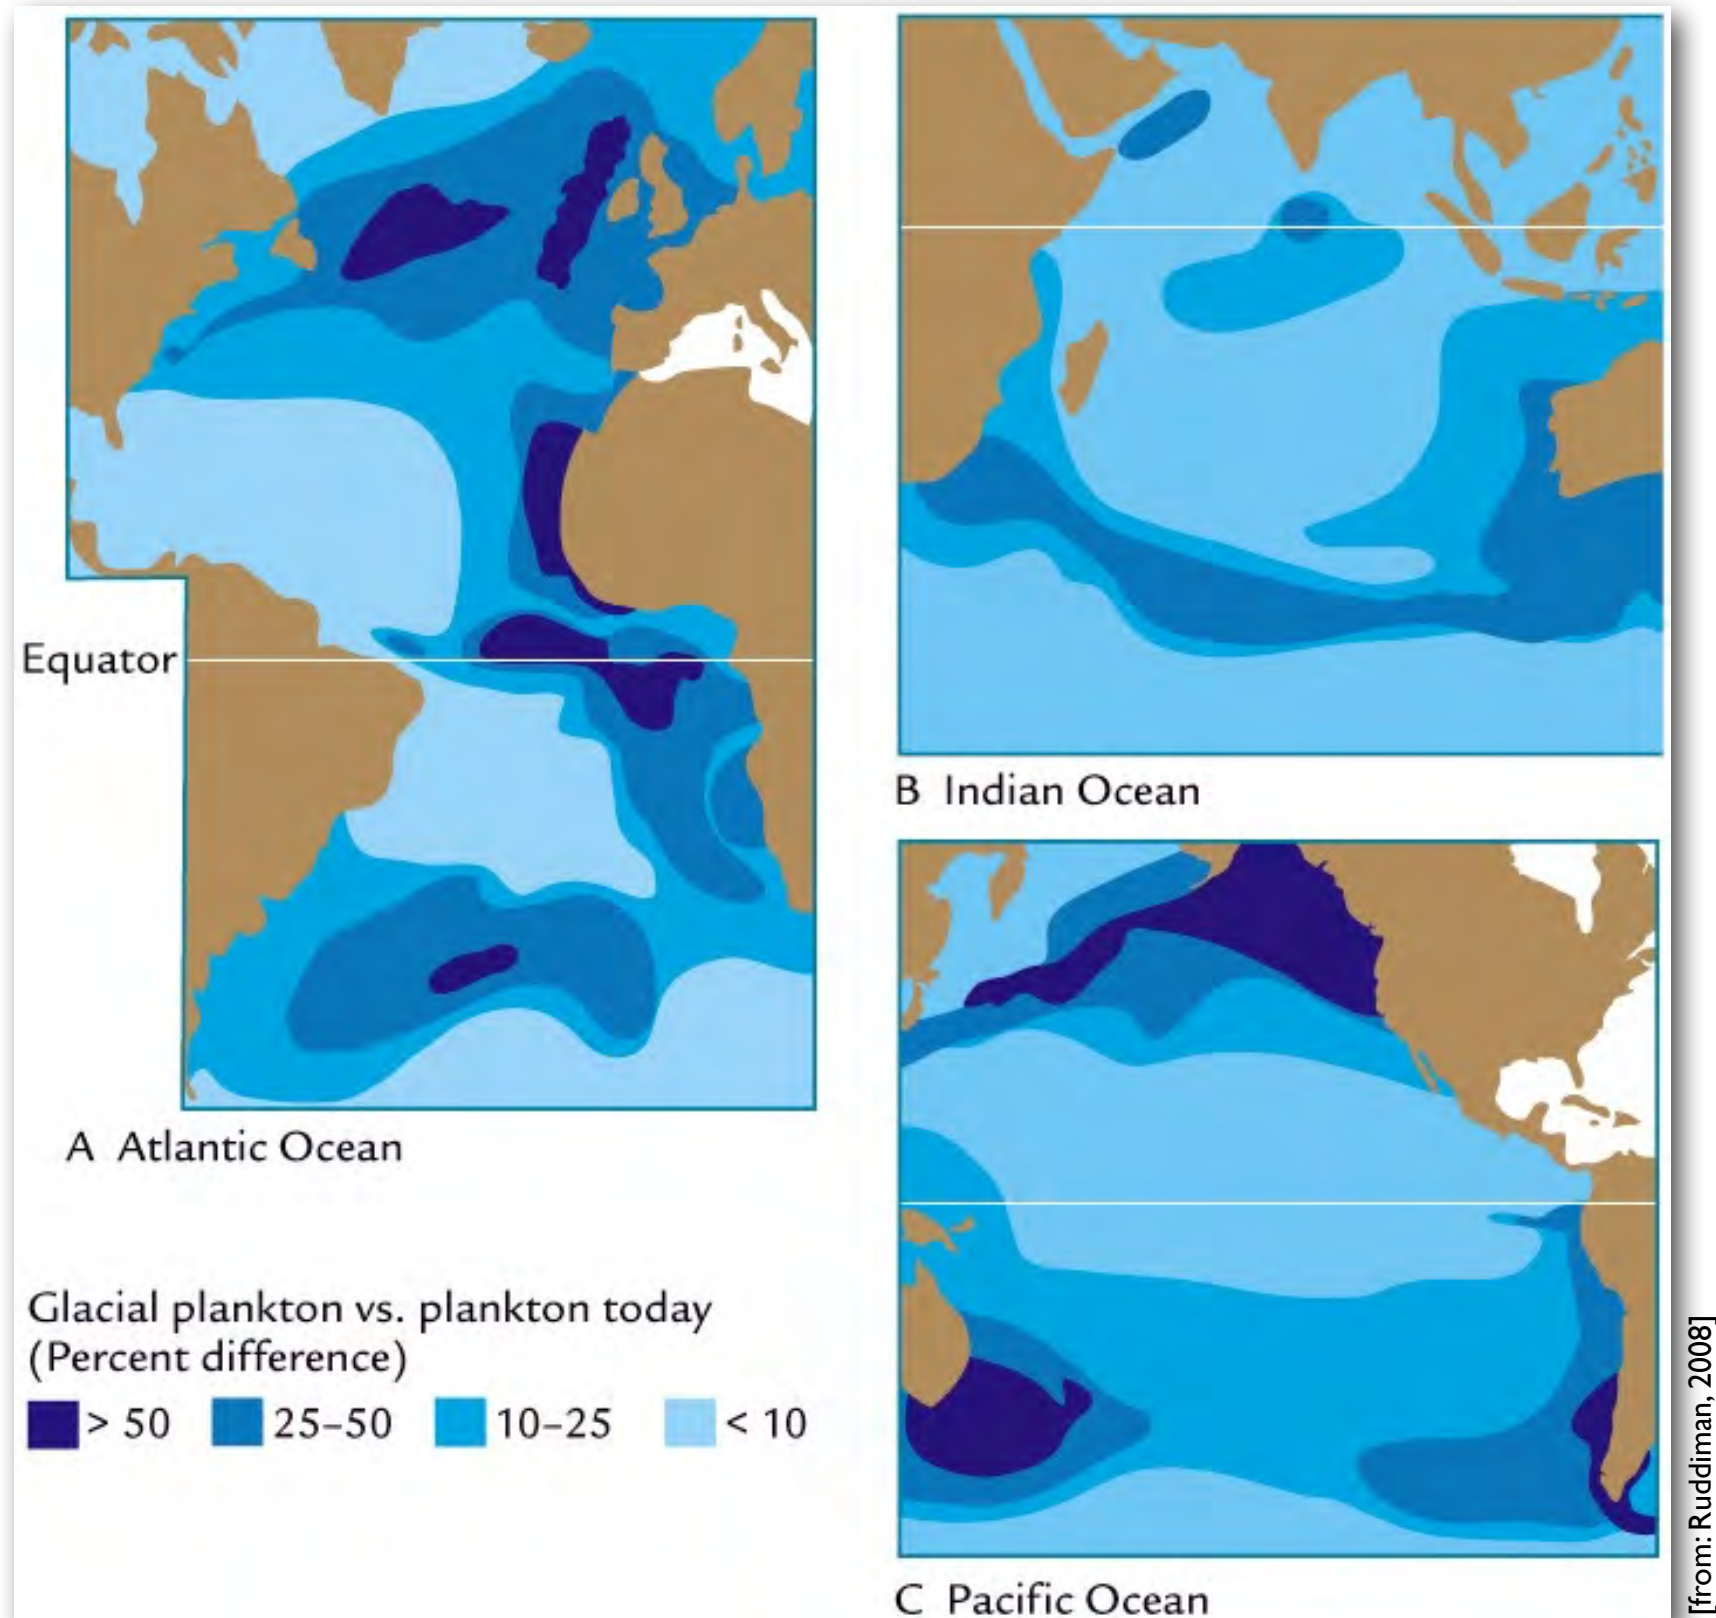 Equator
A Atlantic Ocean
B Indian Ocean
Glacial plankton vs. plankton today
(Percent difference)
> 50 25–50 10–25 < 10
C Pacific Ocean
[from: Ruddiman, 2008]